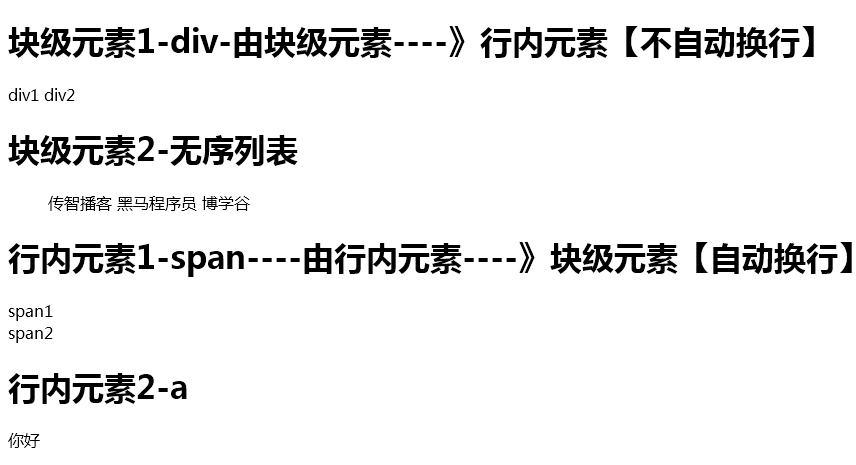 块级元素1-div-由块级元素----》行内元素【不自动换行】
div1 div2
块级元素2-无序列表
传智播客 黑马程序员 博学谷
行内元素1-span----由行内元素----》块级元素【自动换行】
span1
span2
行内元素2-a
你好